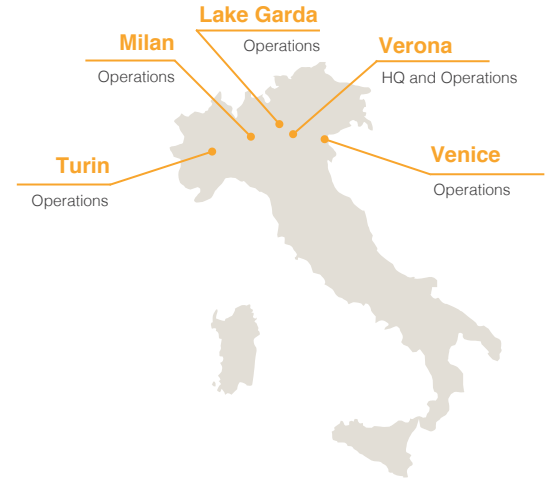 Lake Garda
Operations
Milan
Operations
Verona
HQ and Operations
Turin
Operations
Venice
Operations